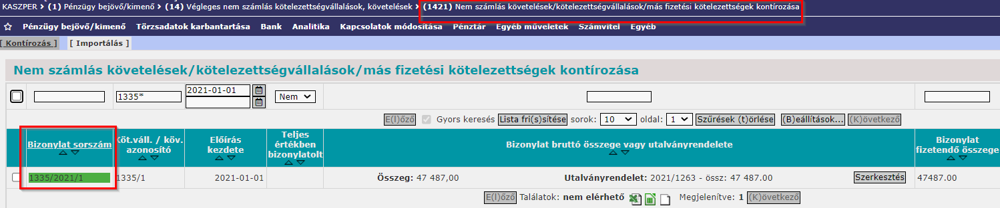 KASZPER › (1) Pénzügy bejövő/kimenő › (14) Végleges nem számlás kötelezettségvállalások, követelések › (1421) Nem számlás követelések/kötelezettségvállalások/más fizetési kötelezettségek kontírozása
Pénzügy bejövő/kimenő Törzsadatok karbantartása Bank Analitika Kapcsolatok módosítása Pénztár Egyéb műveletek Számvitel Egyéb
[ Kontírozás ] [ Importálás ]
Nem számlás követelések/kötelezettségvállalások/más fizetési kötelezettségek kontírozása
1335* 2021-01-01 Nem
E(l)őző Gyors keresés Lista fri(s)sítése sorok: 10 oldal: 1 Szűrések (t)örlése (B)eállítások... (K)övetkező
Bizonylat sorszám Köt.váll. / köv. azonosító Előírás kezdete Teljes értékben bizonylatolt Bizonylat bruttó összege vagy utalványrendelete Bizonylat fizetendő összege
1335/2021/1 1335/1 2021-01-01 Összeg: 47 487,00 Utalványrendelet: 2021/1263 - össz: 47 487.00 Szerkesztés 47487.00
E(l)őző Találatok: nem elérhető Megjelenítve: 1 (K)övetkező